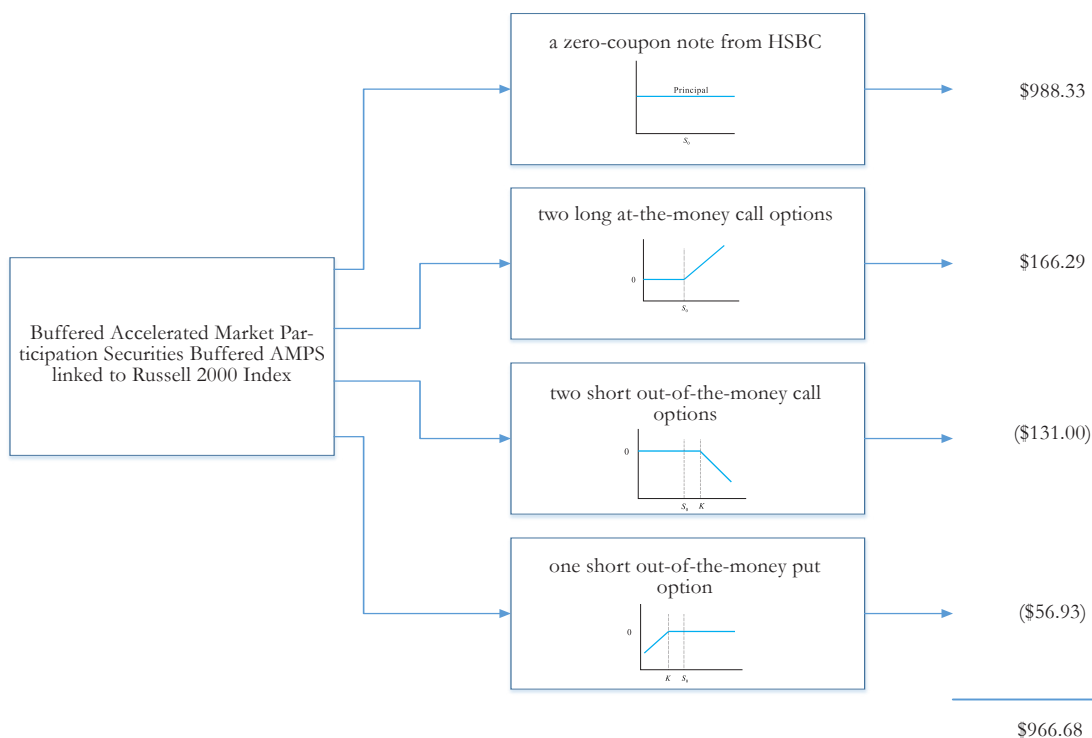 a zero-coupon note from HSBC
Principal
S₀
$988.33
two long at-the-money call options
0
S₀
$166.29
Buffered Accelerated Market Par-
ticipation Securities Buffered AMPS
linked to Russell 2000 Index
two short out-of-the-money call
options
0
S₀ K
($131.00)
one short out-of-the-money put
option
0
K S₀
($56.93)
$966.68